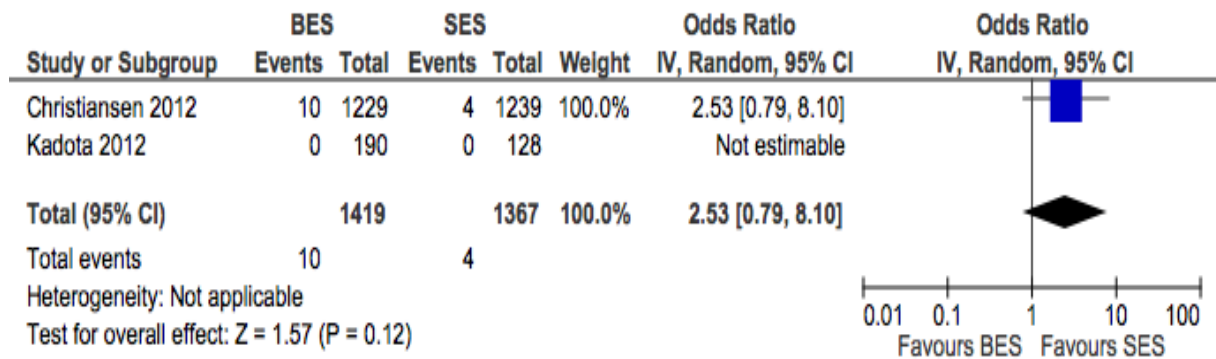 BES SES Odds Ratio Odds Ratio
Study or Subgroup Events Total Events Total Weight IV, Random, 95% CI IV, Random, 95% CI
Christiansen 2012 10 1229 4 1239 100.0% 2.53 [0.79, 8.10]
Kadota 2012 0 190 0 128 Not estimable
Total (95% CI) 1419 1367 100.0% 2.53 [0.79, 8.10]
Total events 10 4
Heterogeneity: Not applicable
Test for overall effect: Z = 1.57 (P = 0.12)
0.01 0.1 1 10 100
Favours BES Favours SES